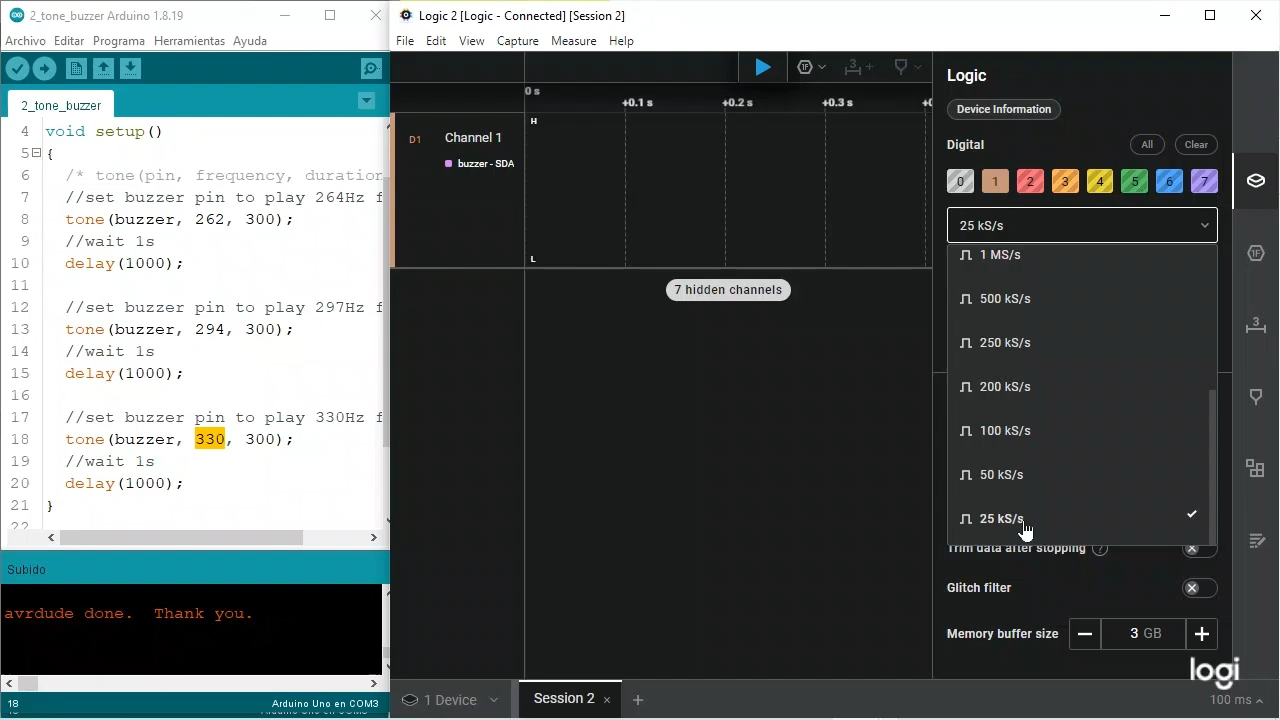 2_tone_buzzer Arduino 1.8.19
Archivo Editar Programa Herramientas Ayuda
2_tone_buzzer
4 void setup()
5 {
6 /* tone(pin, frequency, duration
7 //set buzzer pin to play 264Hz f
8 tone(buzzer, 262, 300);
9 //wait 1s
10 delay(1000);
11
12 //set buzzer pin to play 297Hz f
13 tone(buzzer, 294, 300);
14 //wait 1s
15 delay(1000);
16
17 //set buzzer pin to play 330Hz f
18 tone(buzzer, 330, 300);
19 //wait 1s
20 delay(1000);
21 }
22
Subido
avrdude done. Thank you.
18
Arduino Uno en COM3
Logic 2 [Logic - Connected] [Session 2]
File Edit View Capture Measure Help
0 s
+0.1 s +0.2 s +0.3 s +0
D1 Channel 1
buzzer - SDA
H
L
7 hidden channels
Logic
Device Information
Digital All Clear
0 1 2 3 4 5 6 7
25 kS/s
1 MS/s
500 kS/s
250 kS/s
200 kS/s
100 kS/s
50 kS/s
25 kS/s
Trim data after stopping ?
Glitch filter
Memory buffer size 3 GB
logi
1 Device
Session 2
100 ms